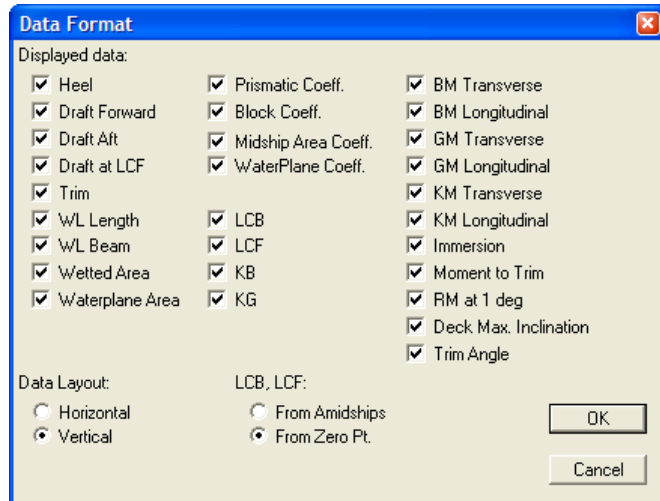 Data Format
Displayed data:
Heel
Draft Forward
Draft Aft
Draft at LCF
Trim
WL Length
WL Beam
Wetted Area
Waterplane Area
Prismatic Coeff.
Block Coeff.
Midship Area Coeff.
WaterPlane Coeff.
LCB
LCF
KB
KG
BM Transverse
BM Longitudinal
GM Transverse
GM Longitudinal
KM Transverse
KM Longitudinal
Immersion
Moment to Trim
RM at 1 deg
Deck Max. Inclination
Trim Angle
Data Layout:
Horizontal
Vertical
LCB, LCF:
From Amidships
From Zero Pt.
OK
Cancel